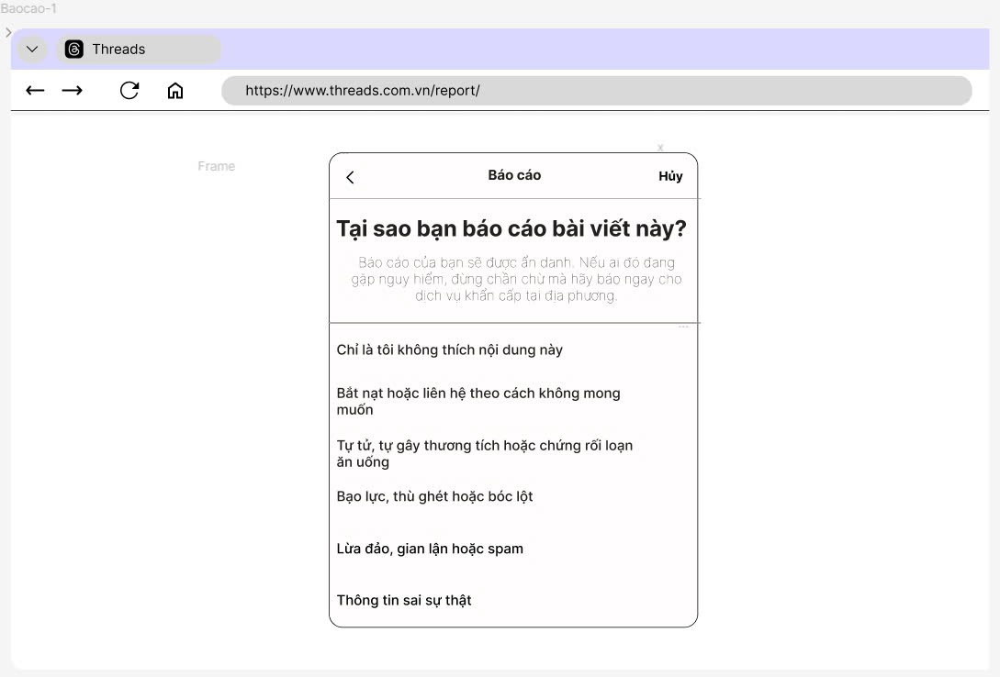 Baocao-1
Threads
https://www.threads.com.vn/report/
x
Frame
Báo cáo
Hủy
Tại sao bạn báo cáo bài viết này?
Báo cáo của bạn sẽ được ẩn danh. Nếu ai đó đang
gặp nguy hiểm, đừng chần chừ mà hãy báo ngay cho
dịch vụ khẩn cấp tại địa phương.
Chỉ là tôi không thích nội dung này
Bắt nạt hoặc liên hệ theo cách không mong
muốn
Tự tử, tự gây thương tích hoặc chứng rối loạn
ăn uống
Bạo lực, thù ghét hoặc bóc lột
Lừa đảo, gian lận hoặc spam
Thông tin sai sự thật